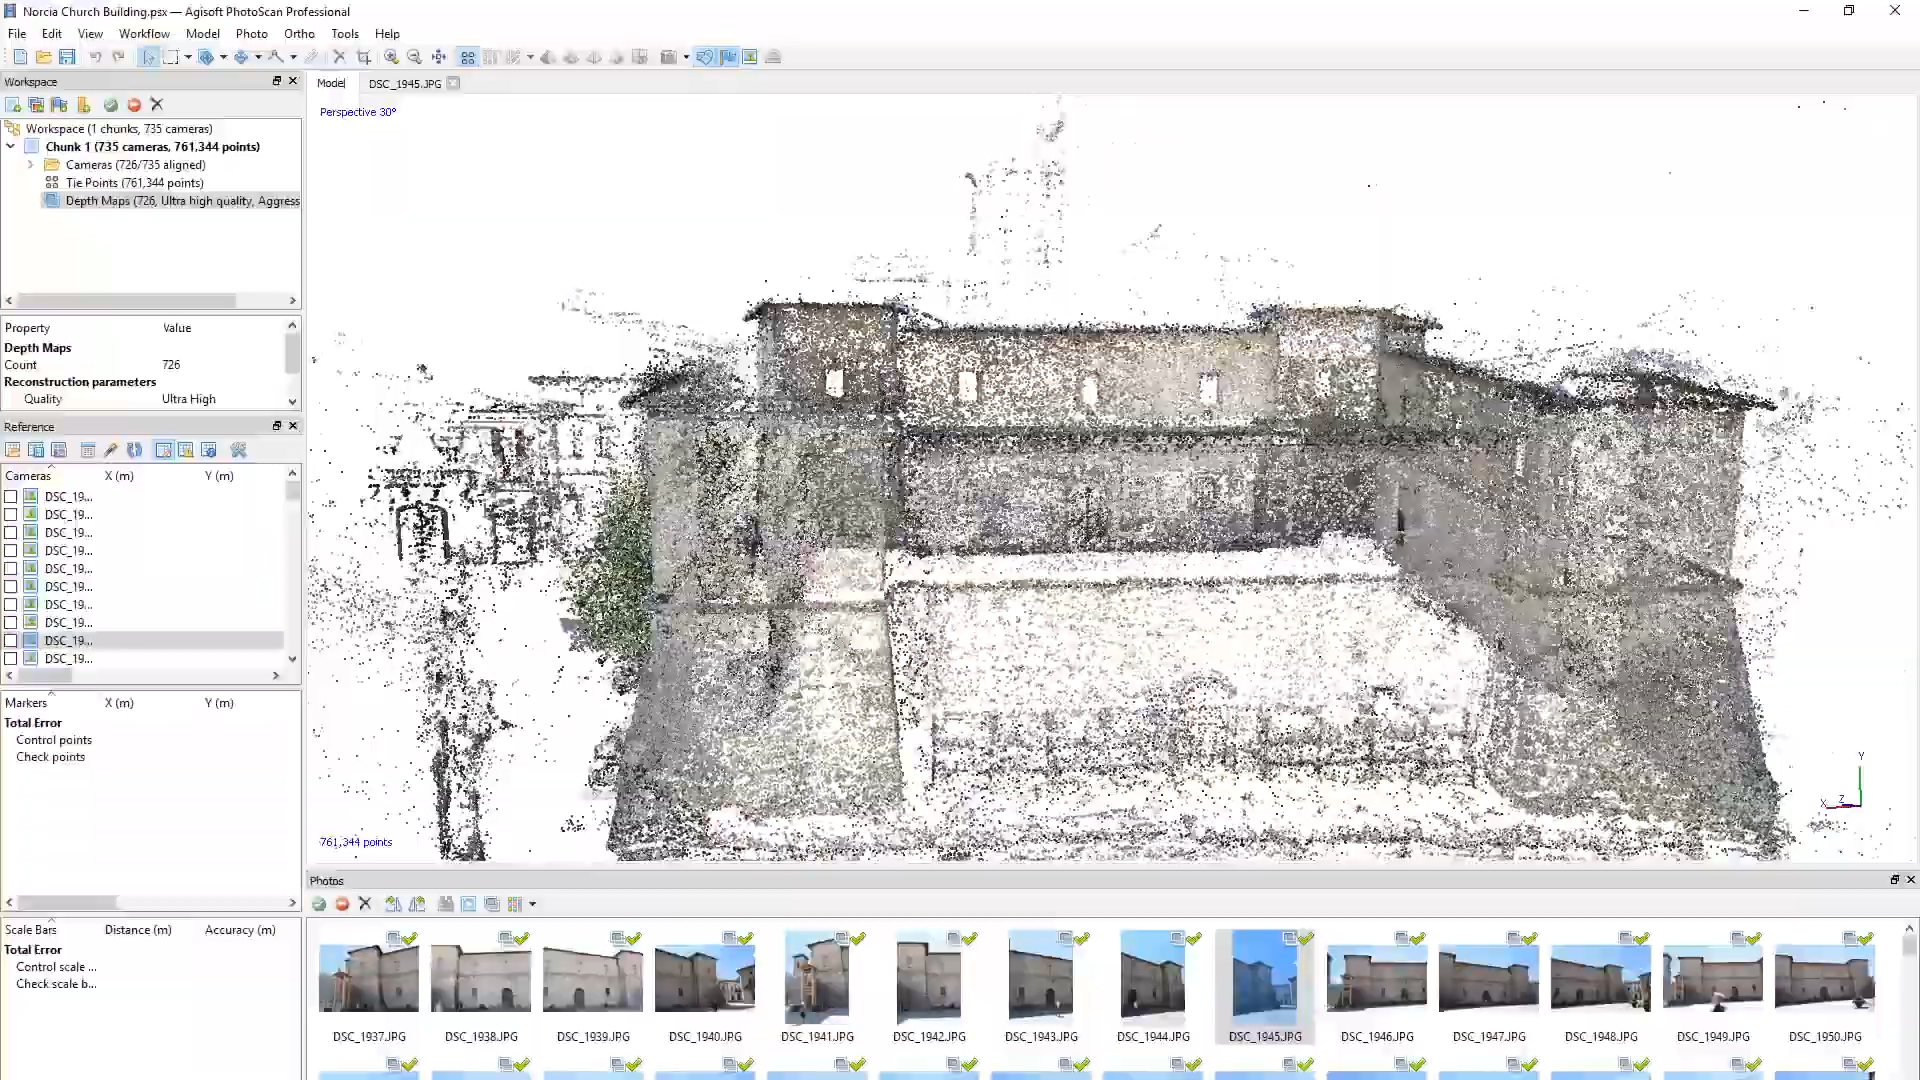 Norcia Church Building.psx — Agisoft PhotoScan Professional
File Edit View Workflow Model Photo Ortho Tools Help
Workspace
Workspace (1 chunks, 735 cameras)
Chunk 1 (735 cameras, 761,344 points)
Cameras (726/735 aligned)
Tie Points (761,344 points)
Depth Maps (726, Ultra high quality, Aggress
Property Value
Depth Maps
Count 726
Reconstruction parameters
Quality Ultra High
Reference
Cameras X (m) Y (m)
DSC_19...
DSC_19...
DSC_19...
DSC_19...
DSC_19...
DSC_19...
DSC_19...
DSC_19...
DSC_19...
DSC_19...
Markers X (m) Y (m)
Total Error
Control points
Check points
Scale Bars Distance (m) Accuracy (m)
Total Error
Control scale ...
Check scale b...
Model DSC_1945.JPG
Perspective 30°
Y
X Z
761,344 points
Photos
DSC_1937.JPG DSC_1938.JPG DSC_1939.JPG DSC_1940.JPG DSC_1941.JPG DSC_1942.JPG DSC_1943.JPG DSC_1944.JPG DSC_1945.JPG DSC_1946.JPG DSC_1947.JPG DSC_1948.JPG DSC_1949.JPG DSC_1950.JPG